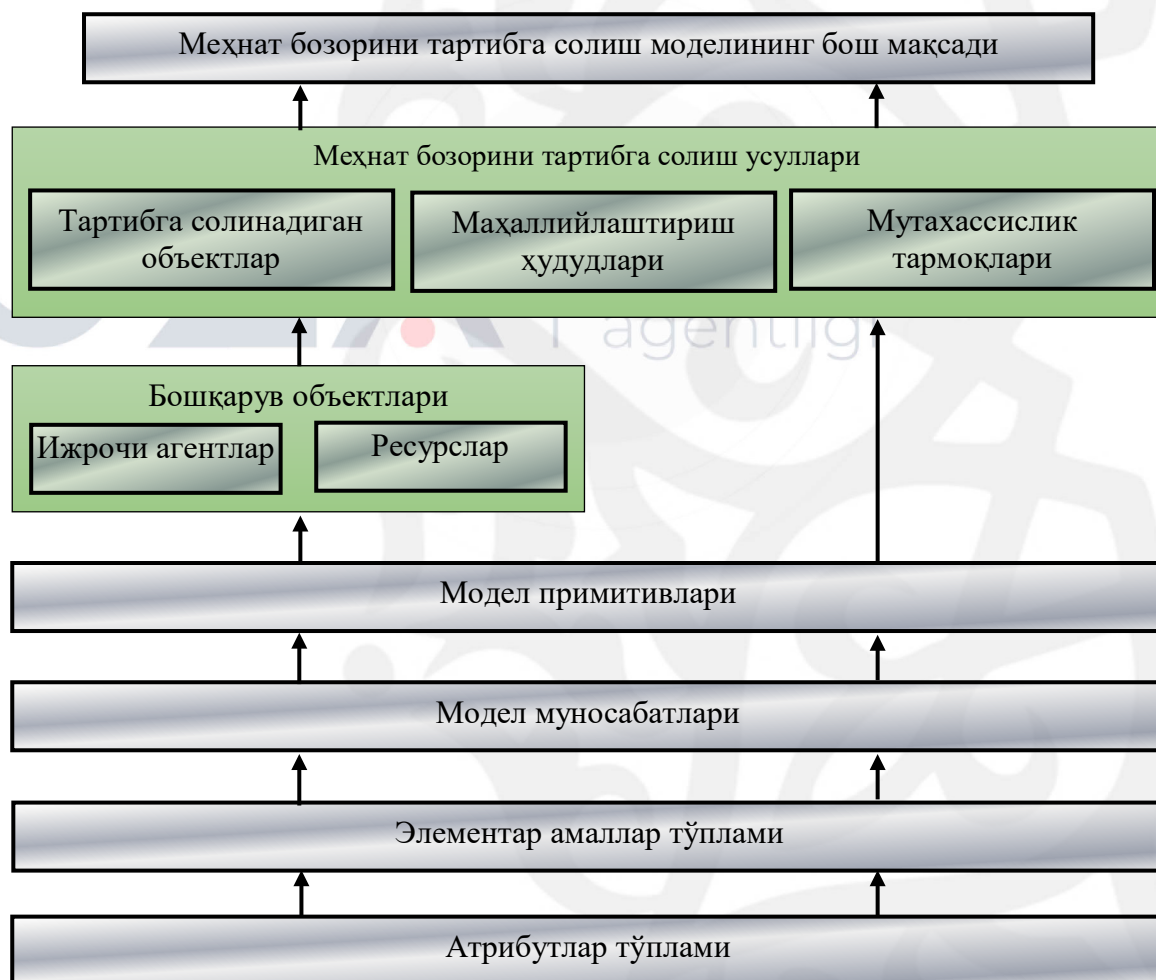 Меҳнат бозорини тартибга солиш моделининг бош мақсади
Меҳнат бозорини тартибга солиш усуллари
Тартибга солинадиган
объектлар
Маҳаллийлаштириш
ҳудудлари
Мутахассислик
тармоқлари
agentligi
Бошқарув объектлари
Ижрочи агентлар
Ресурслар
Модел примитивлари
Модел муносабатлари
Элементар амаллар тўплами
Атрибутлар тўплами